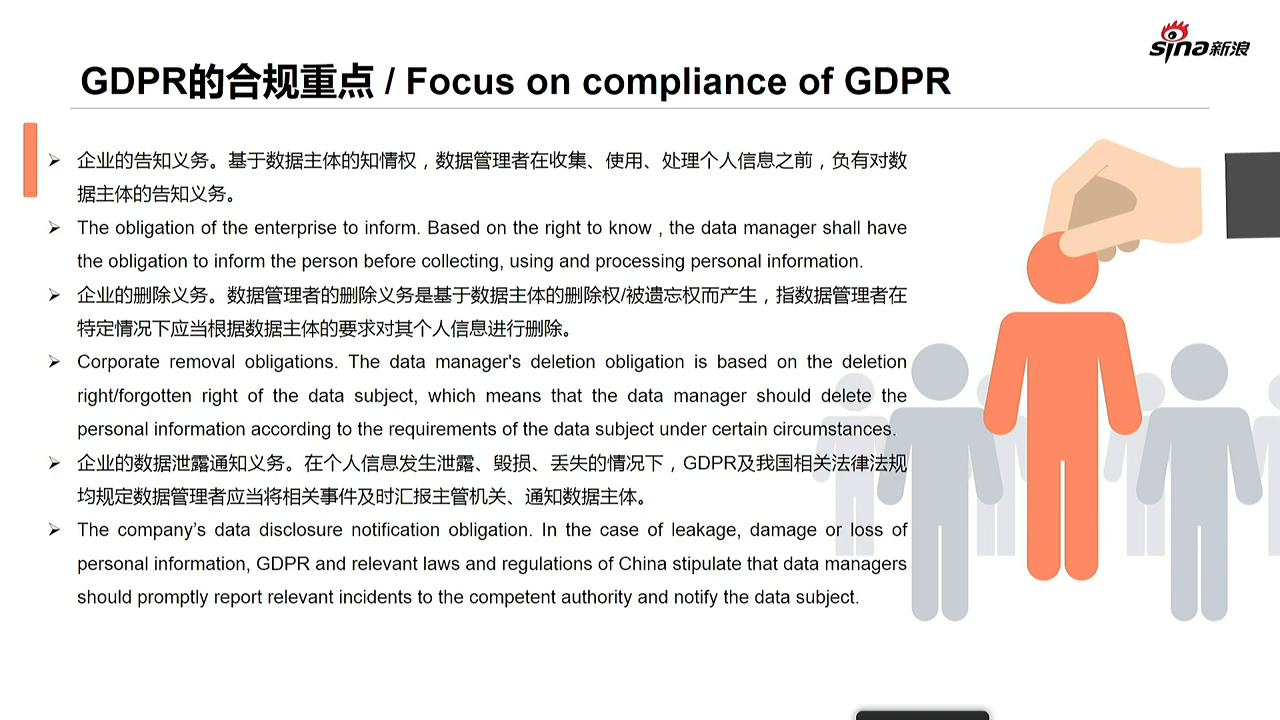 sina新浪
GDPR的合规重点 / Focus on compliance of GDPR
➢ 企业的告知义务。基于数据主体的知情权，数据管理者在收集、使用、处理个人信息之前，负有对数
据主体的告知义务。
➢ The obligation of the enterprise to inform. Based on the right to know , the data manager shall have
the obligation to inform the person before collecting, using and processing personal information.
➢ 企业的删除义务。数据管理者的删除义务是基于数据主体的删除权/被遗忘权而产生，指数据管理者在
特定情况下应当根据数据主体的要求对其个人信息进行删除。
➢ Corporate removal obligations. The data manager's deletion obligation is based on the deletion
right/forgotten right of the data subject, which means that the data manager should delete the
personal information according to the requirements of the data subject under certain circumstances.
➢ 企业的数据泄露通知义务。在个人信息发生泄露、毁损、丢失的情况下，GDPR及我国相关法律法规
均规定数据管理者应当将相关事件及时汇报主管机关、通知数据主体。
➢ The company’s data disclosure notification obligation. In the case of leakage, damage or loss of
personal information, GDPR and relevant laws and regulations of China stipulate that data managers
should promptly report relevant incidents to the competent authority and notify the data subject.